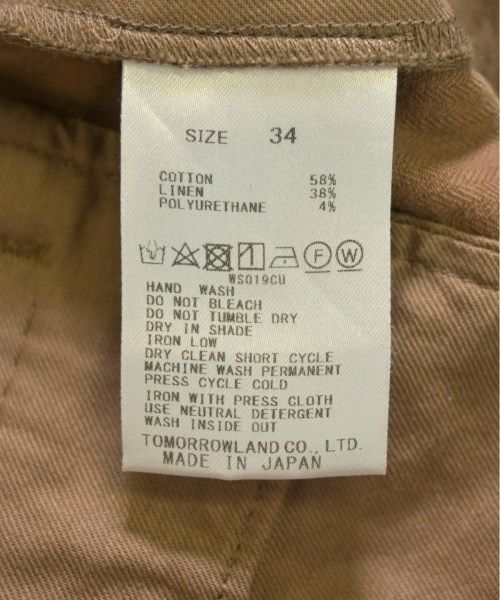 SIZE 34
COTTON 58%
LINEN 38%
POLYURETHANE 4%
F W
WS019CU
HAND WASH
DO NOT BLEACH
DO NOT TUMBLE DRY
DRY IN SHADE
IRON LOW
DRY CLEAN SHORT CYCLE
MACHINE WASH PERMANENT
PRESS CYCLE COLD
IRON WITH PRESS CLOTH
USE NEUTRAL DETERGENT
WASH INSIDE OUT
TOMORROWLAND CO., LTD.
MADE IN JAPAN